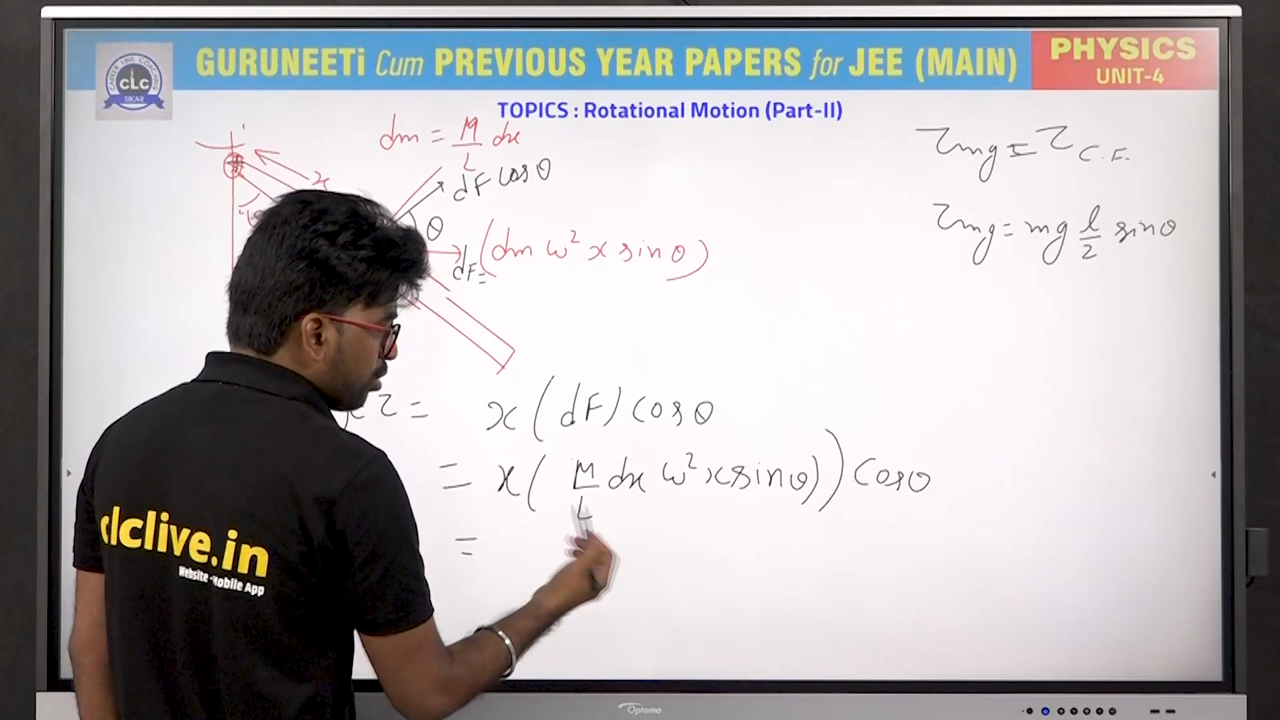 GURUNEETi Cum PREVIOUS YEAR PAPERS for JEE (MAIN)
PHYSICS
UNIT-4
CLC
SIKAR
TOPICS : Rotational Motion (Part-II)
dm = M/L dx
x
dF cosθ
θ
dF = (dm ω² x sinθ)
τmg = τ C.F.
τmg = mg l/2 sinθ
τ = x (dF) cosθ
= x ( M/L dx ω² x sinθ)) cosθ
=
clclive.in
Website • Mobile App
Optoma